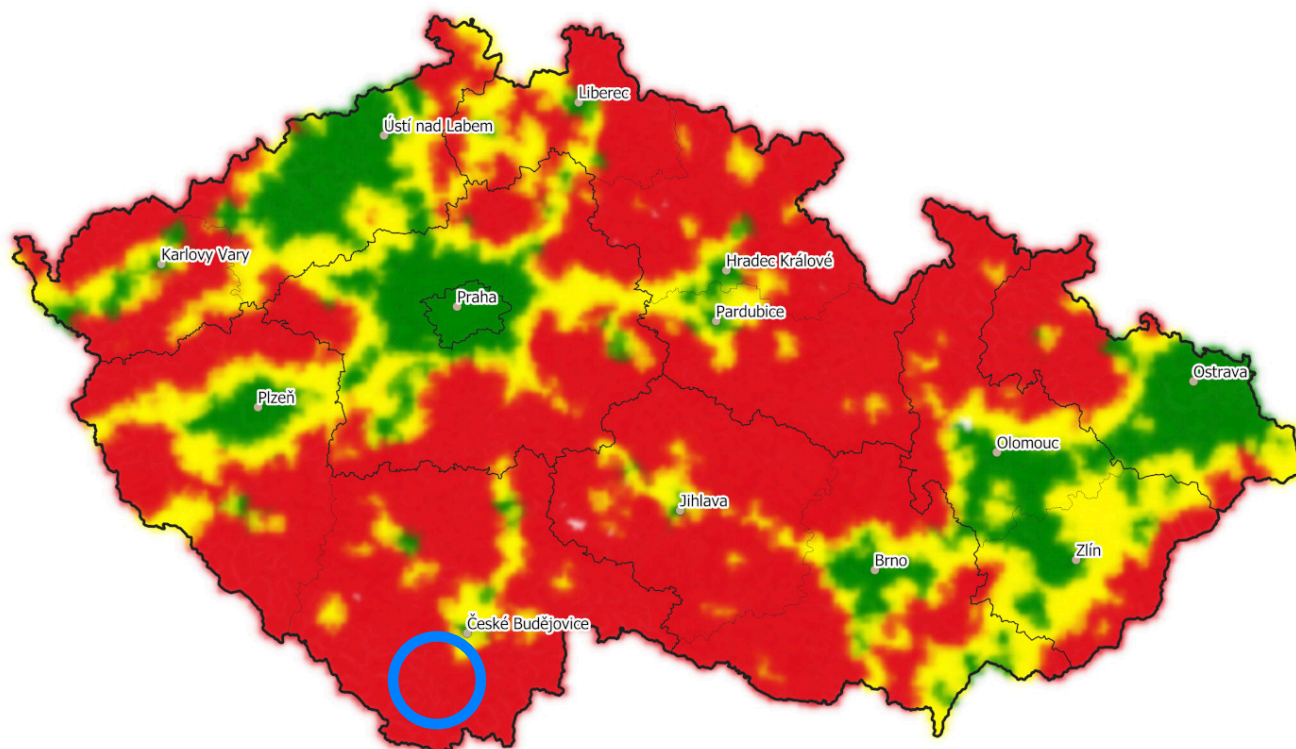 Liberec
Ústí nad Labem
Karlovy Vary
Hradec Králové
Praha
Pardubice
Ostrava
Plzeň
Olomouc
Jihlava
Brno
Zlín
České Budějovice